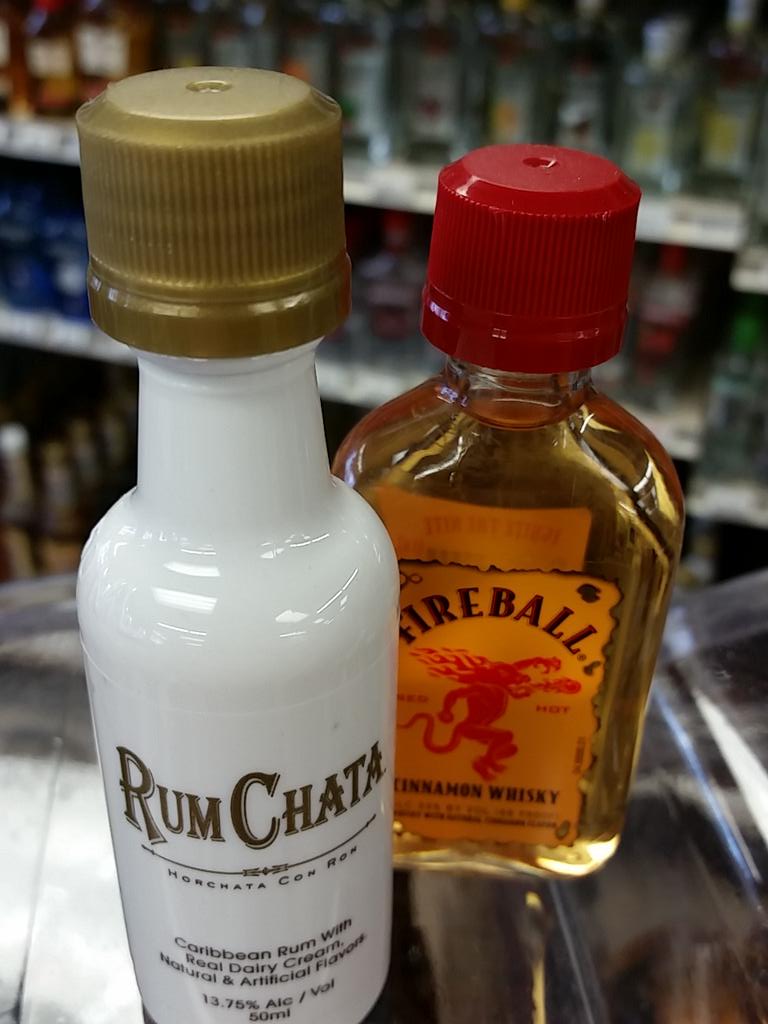 RUMCHATA
HORCHATA CON RON
Caribbean Rum With
Real Dairy Cream,
Natural & Artificial Flavors
13.75% Alc / Vol
50ml
FIREBALL
RED HOT
CINNAMON WHISKY